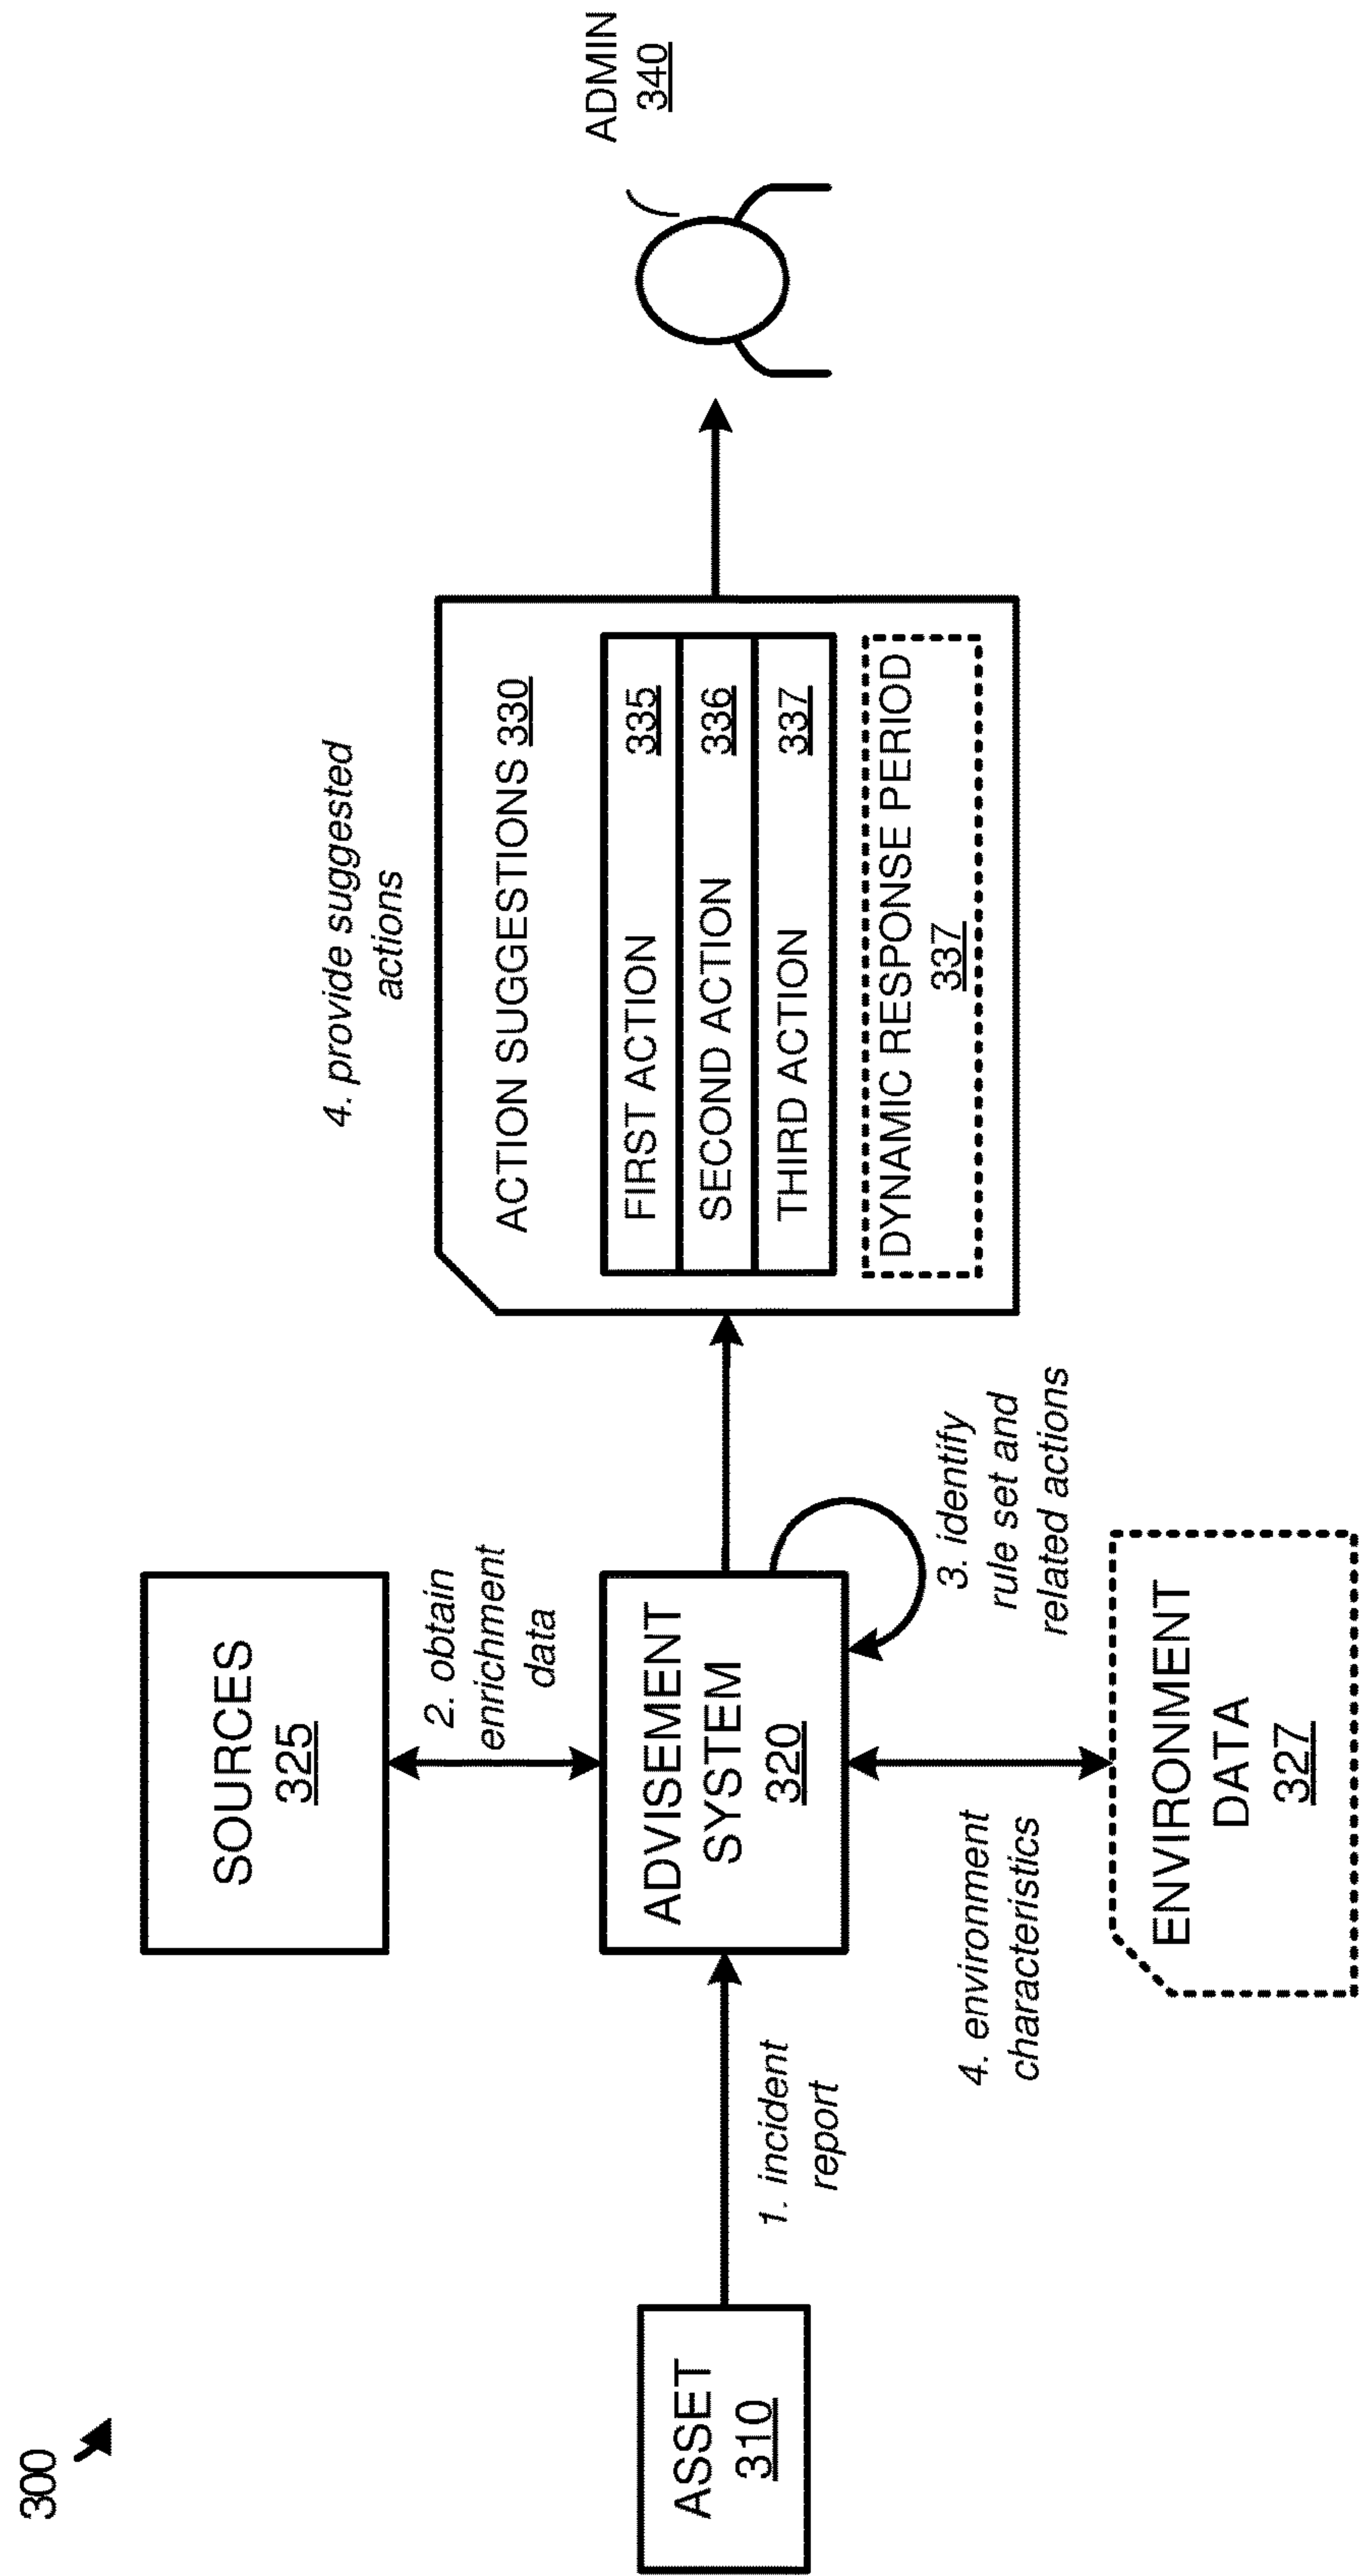 300
ASSET
310
1. incident
report
SOURCES
325
2. obtain
enrichment
data
ADVISEMENT
SYSTEM
320
3. identify
rule set and
related actions
4. environment
characteristics
ENVIRONMENT
DATA
327
4. provide suggested
actions
ACTION SUGGESTIONS 330
FIRST ACTION 335
SECOND ACTION 336
THIRD ACTION 337
DYNAMIC RESPONSE PERIOD
337
ADMIN
340